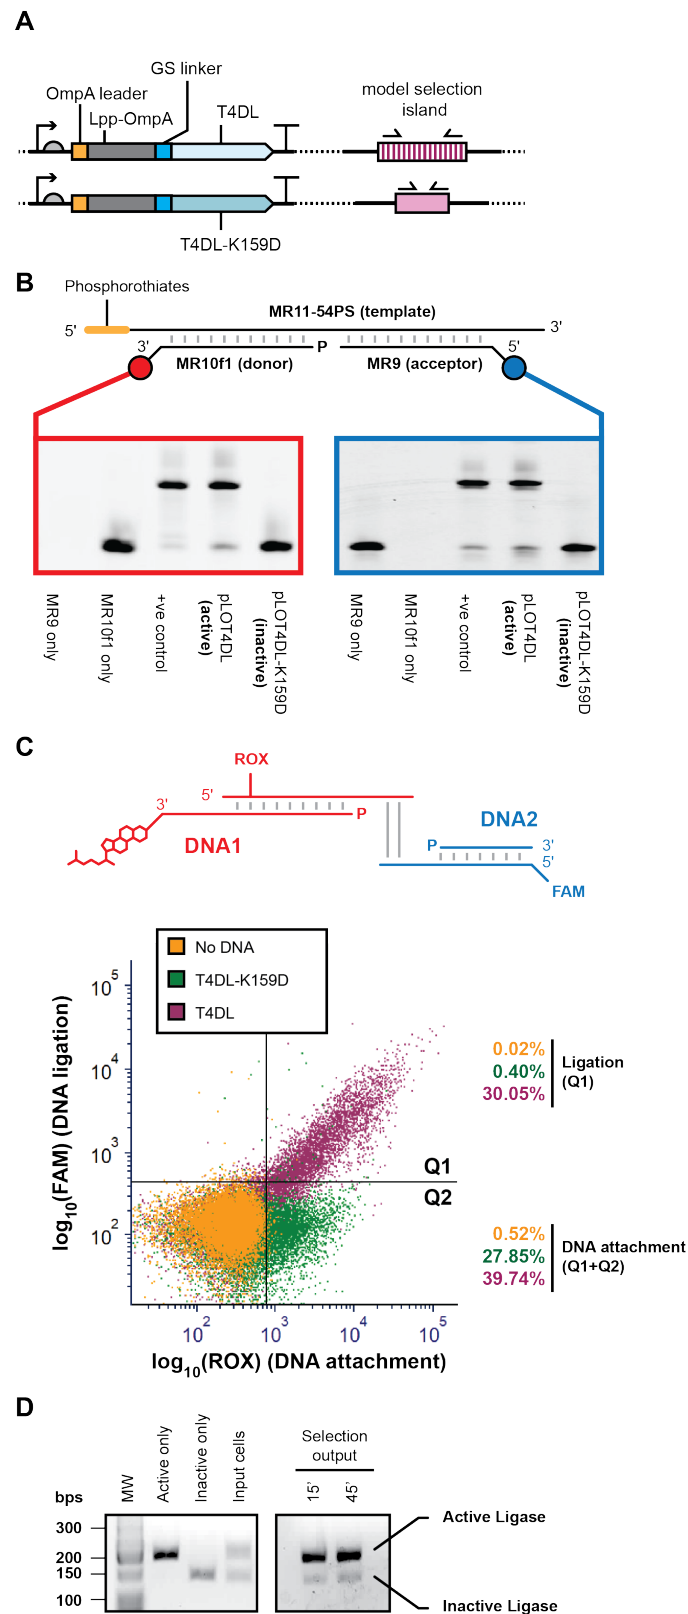 A
GS linker
OmpA leader
Lpp-OmpA
T4DL
model selection
island
T4DL-K159D
B
Phosphorothiates
5'
MR11-54PS (template)
3'
3'
MR10f1 (donor)
P
MR9 (acceptor)
5'
MR9 only
MR10f1 only
+ve control
pLOT4DL
(active)
pLOT4DL-K159D
(inactive)
MR9 only
MR10f1 only
+ve control
pLOT4DL
(active)
pLOT4DL-K159D
(inactive)
C
ROX
5'
3'
P
DNA1
DNA2
P
3'
5'
FAM
No DNA
T4DL-K159D
T4DL
log10(FAM) (DNA ligation)
10^5
10^4
10^3
10^2
Q1
Q2
0.02%
0.40%
30.05%
Ligation
(Q1)
0.52%
27.85%
39.74%
DNA attachment
(Q1+Q2)
10^2 10^3 10^4 10^5
log10(ROX) (DNA attachment)
D
bps
MW
Active only
Inactive only
Input cells
Selection
output
15'
45'
300
200
150
100
Active Ligase
Inactive Ligase